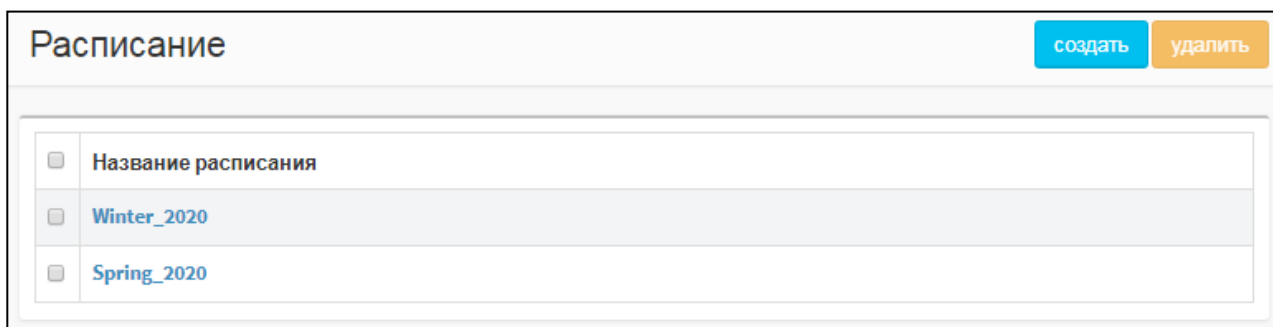 Расписание
создать
удалить
Название расписания
Winter_2020
Spring_2020